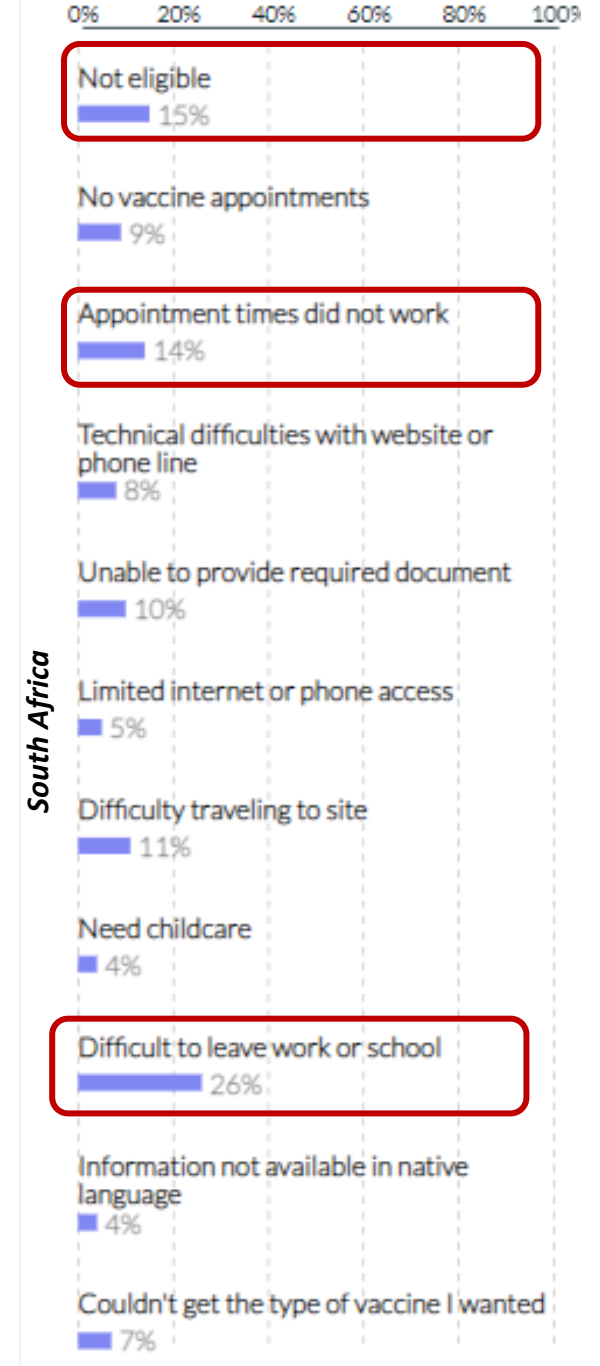 0% 20% 40% 60% 80% 100%
Not eligible
15%
No vaccine appointments
9%
Appointment times did not work
14%
Technical difficulties with website or
phone line
8%
Unable to provide required document
10%
Limited internet or phone access
5%
Difficulty traveling to site
11%
Need childcare
4%
Difficult to leave work or school
26%
Information not available in native
language
4%
Couldn't get the type of vaccine I wanted
7%
South Africa